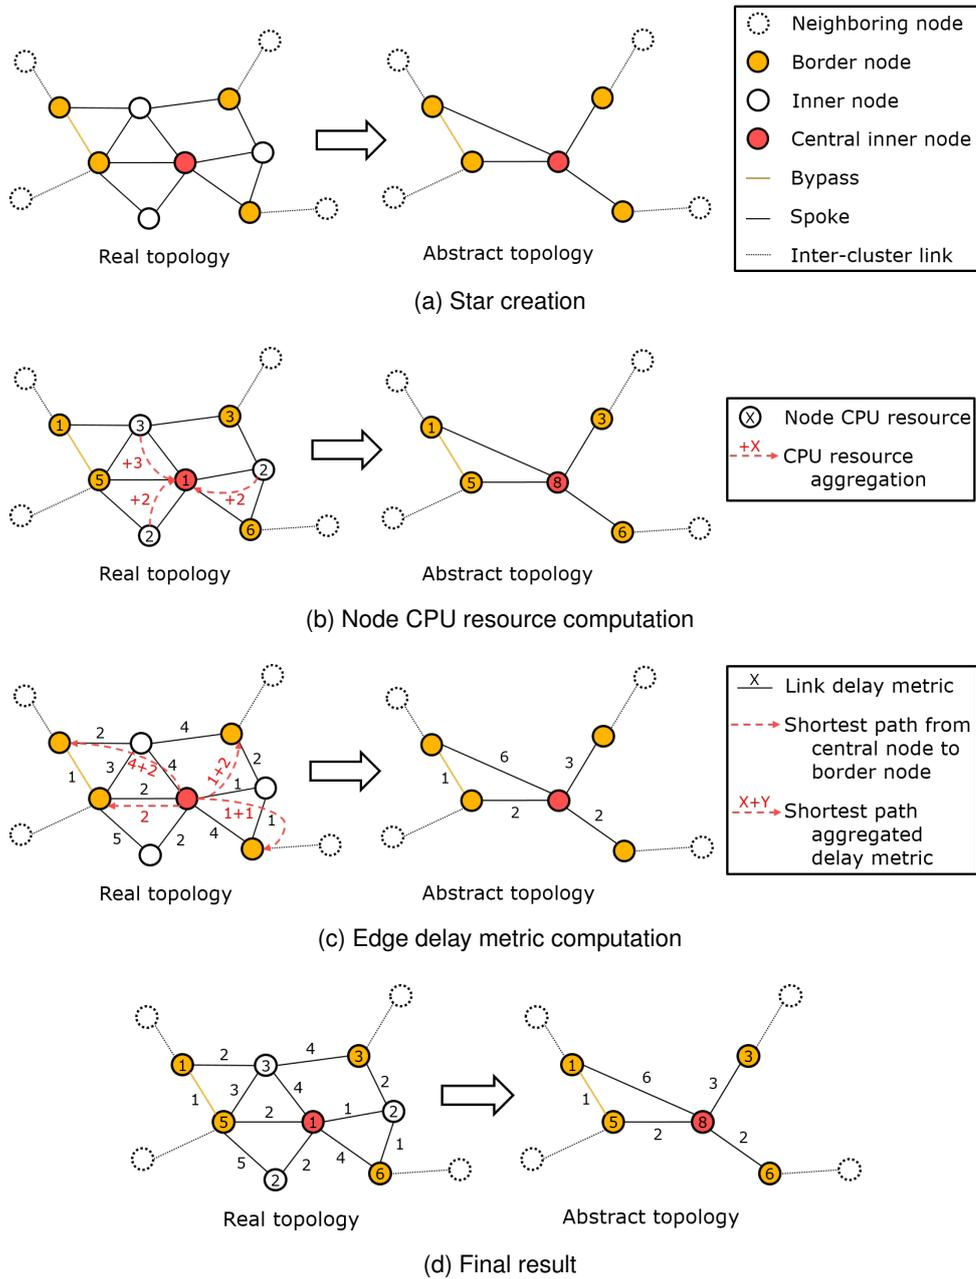 Neighboring node
Border node
Inner node
Central inner node
Bypass
Spoke
Inter-cluster link
Real topology
Abstract topology
(a) Star creation
1
3
3
+3
5
1
2
+2
+2
2
6
Real topology
1
3
5
8
6
Abstract topology
X Node CPU resource
+X
CPU resource
aggregation
(b) Node CPU resource computation
2
4
1
3
4+2
4
1+2
2
2
1
2
1+1
1
5
2
4
Real topology
6
3
1
2
2
Abstract topology
X
Link delay metric
Shortest path from
central node to
border node
X+Y
Shortest path
aggregated
delay metric
(c) Edge delay metric computation
1
2
3
4
3
1
3
4
2
5
2
1
1
2
5
2
2
4
1
6
Real topology
1
6
3
1
3
5
2
8
2
6
Abstract topology
(d) Final result